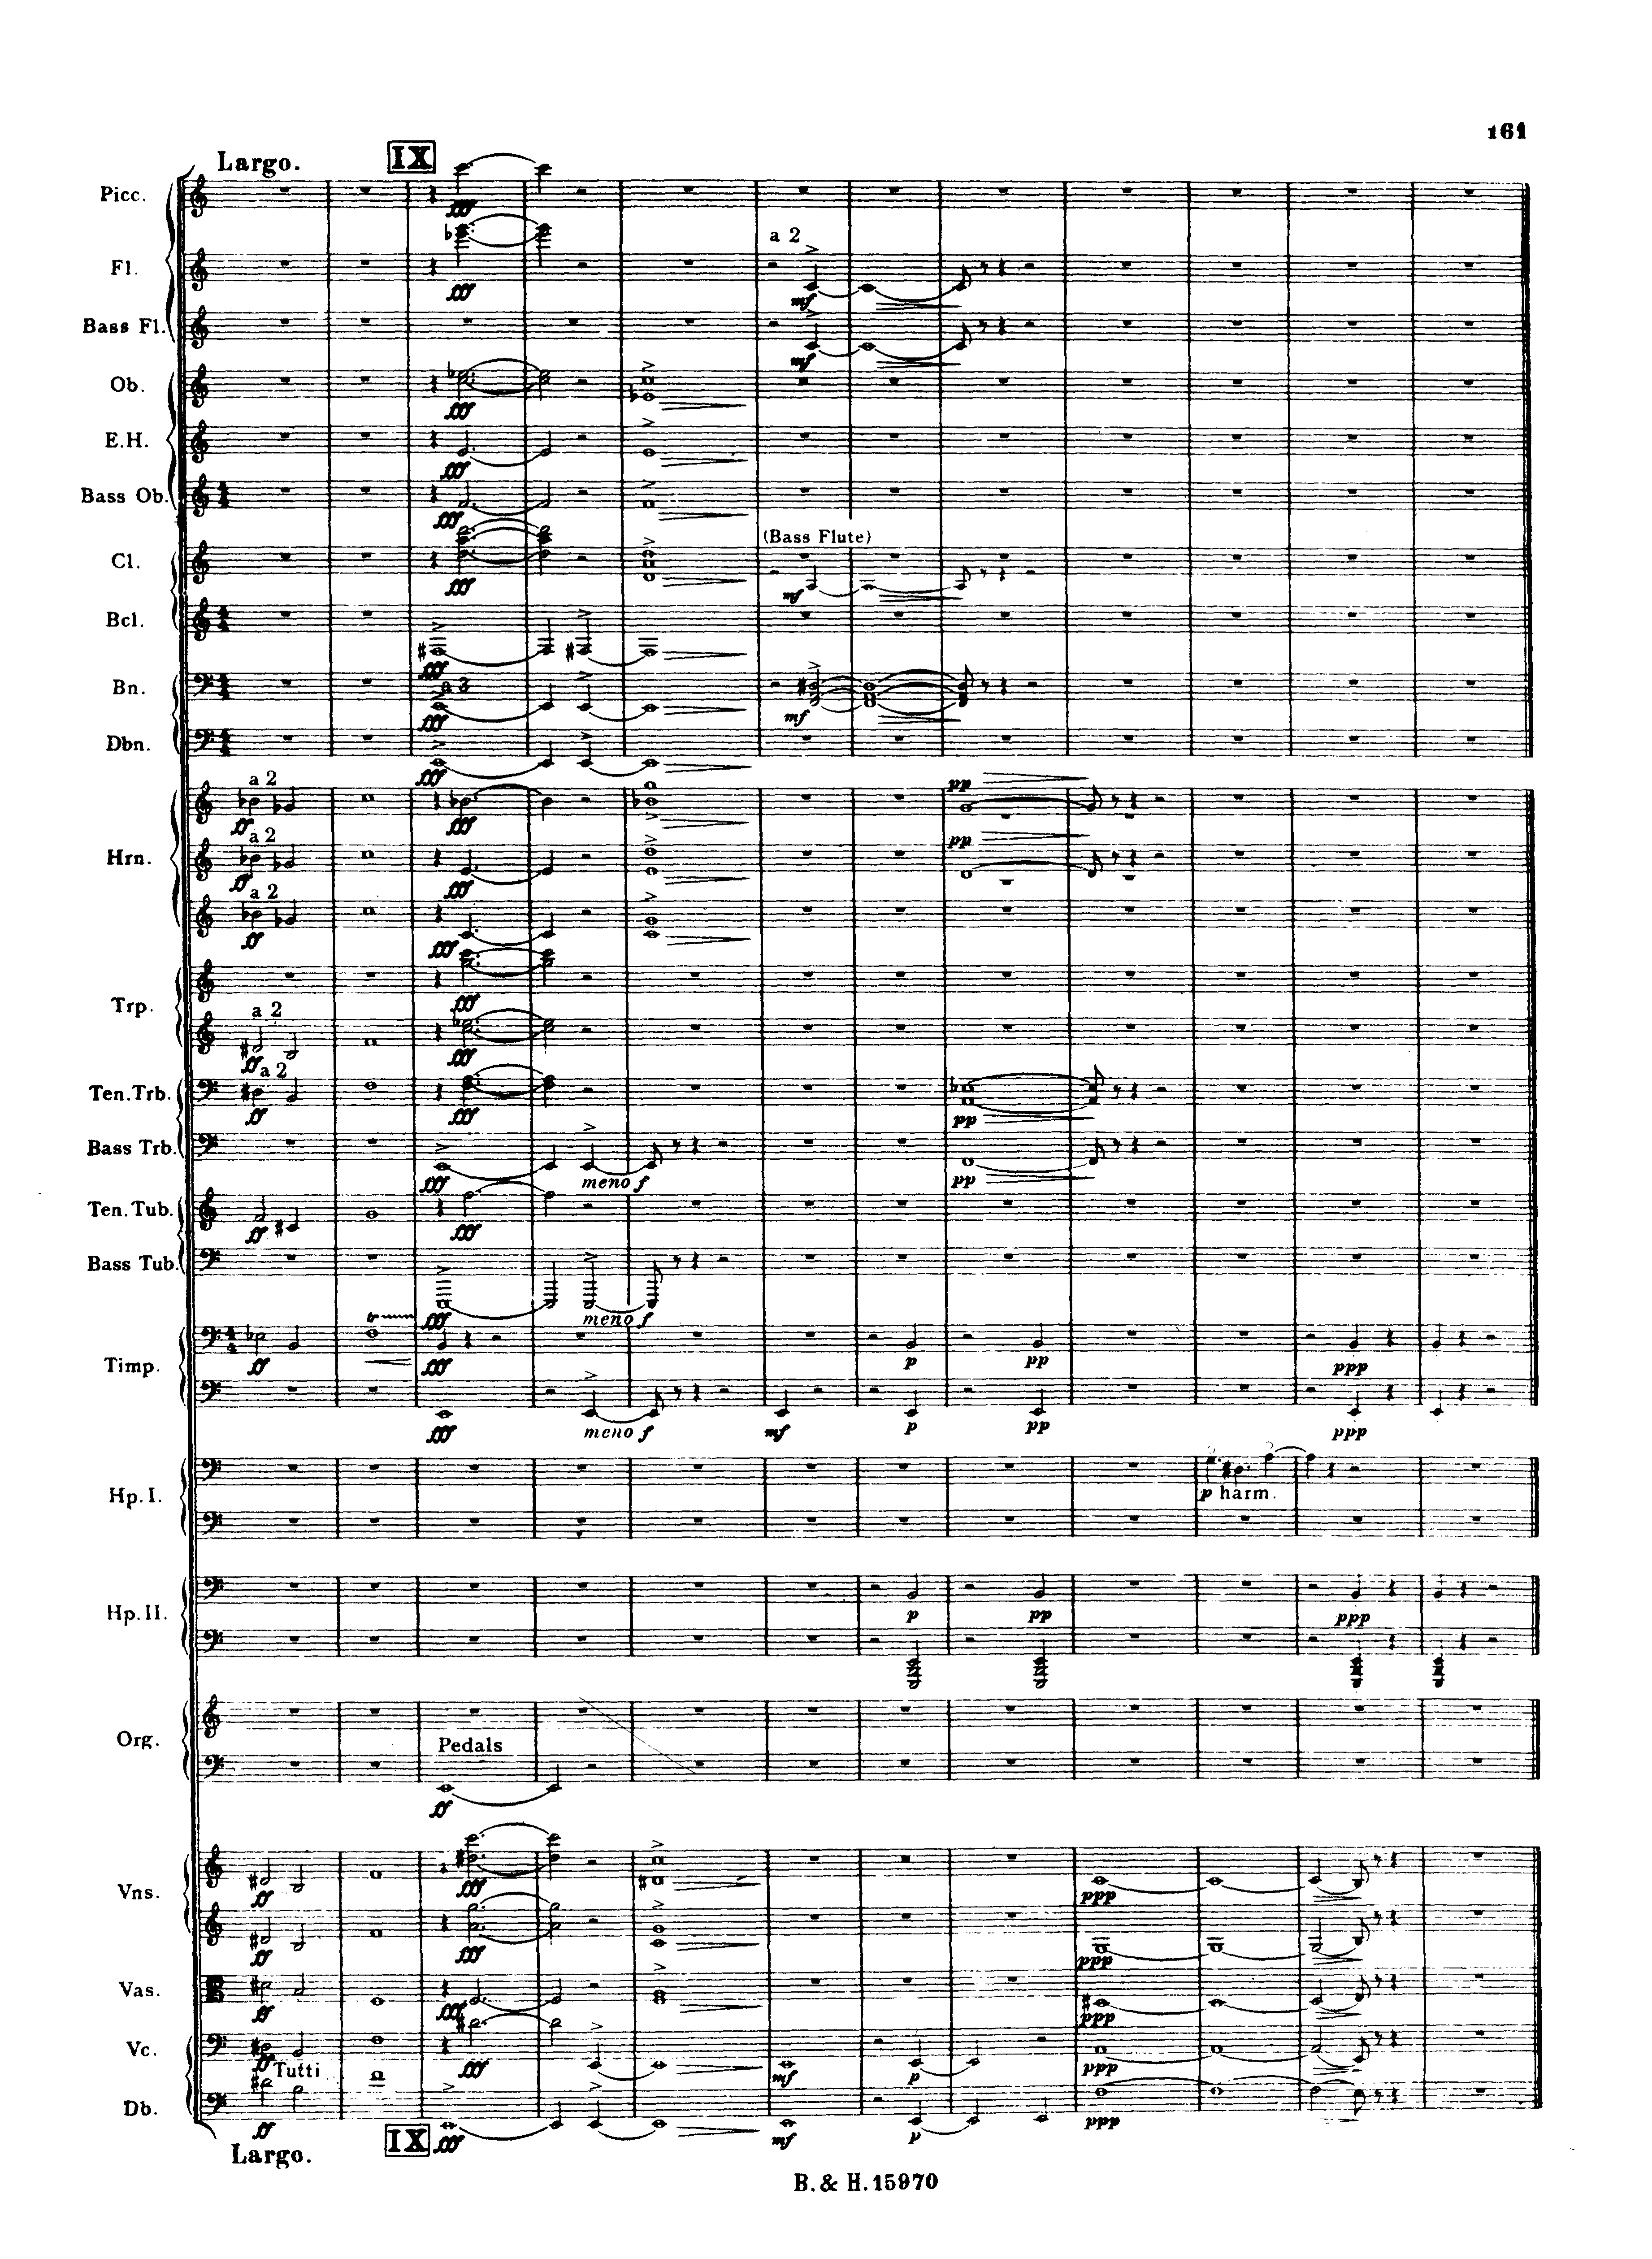 161
Largo.
IX
Picc.
fff
Fl.
a 2
fff
mf
Bass Fl.
mf
Ob.
fff
E.H.
fff
Bass Ob.
fff
(Bass Flute)
Cl.
fff
mf
Bcl.
fff
Bn.
a 3
fff
mf
Dbn.
fff
a 2
ff
fff
pp
Hrn.
a 2
ff
fff
pp
a 2
ff
fff
Trp.
fff
a 2
ff
fff
Ten.Trb.
a 2
ff
fff
pp
Bass Trb.
fff
meno f
pp
Ten. Tub.
ff
fff
Bass Tub.
fff
meno f
Timp.
tr
ff
fff
p
pp
ppp
fff
meno f
mf
p
pp
ppp
Hp. I.
p harm.
Hp. II.
p
pp
ppp
Org.
Pedals
ff
Vns.
ff
fff
ppp
ff
fff
ppp
Vas.
ff
fff
ppp
Vc.
ff
fff
mf
p
ppp
Tutti
Db.
ff
fff
mf
p
ppp
Largo.
IX
B. & H. 15970